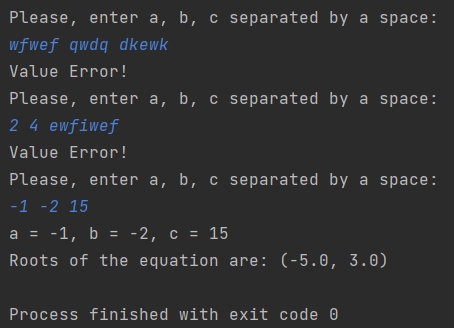 Please, enter a, b, c separated by a space:
wfwef qwdq dkewk
Value Error!
Please, enter a, b, c separated by a space:
2 4 ewfiwef
Value Error!
Please, enter a, b, c separated by a space:
-1 -2 15
a = -1, b = -2, c = 15
Roots of the equation are: (-5.0, 3.0)
Process finished with exit code 0